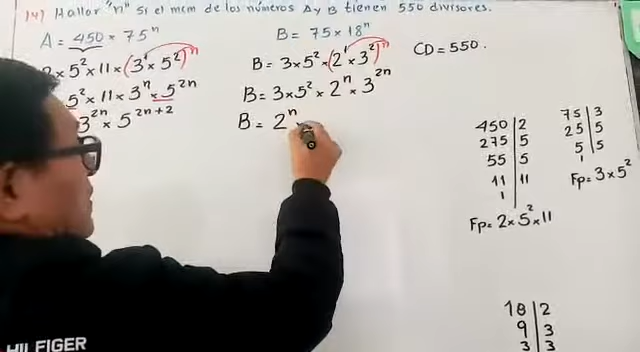 14) Hallar "n" si el mcm de los números A y B tienen 550 divisores.
A = 450 × 75ⁿ
2 × 5² × 11 × (3¹ × 5²)ⁿ
5² × 11 × 3ⁿ × 5²ⁿ
3²ⁿ × 5²ⁿ⁺²
B = 75 × 18ⁿ
B = 3 × 5² × (2¹ × 3²)ⁿ
B = 3 × 5² × 2ⁿ × 3²ⁿ
B = 2ⁿ
CD = 550.
450 | 2
275 | 5
55 | 5
11 | 11
1
Fp = 2 × 5² × 11
75 | 3
25 | 5
5 | 5
1
Fp = 3 × 5²
18 | 2
9 | 3
3 | 3
HILFIGER